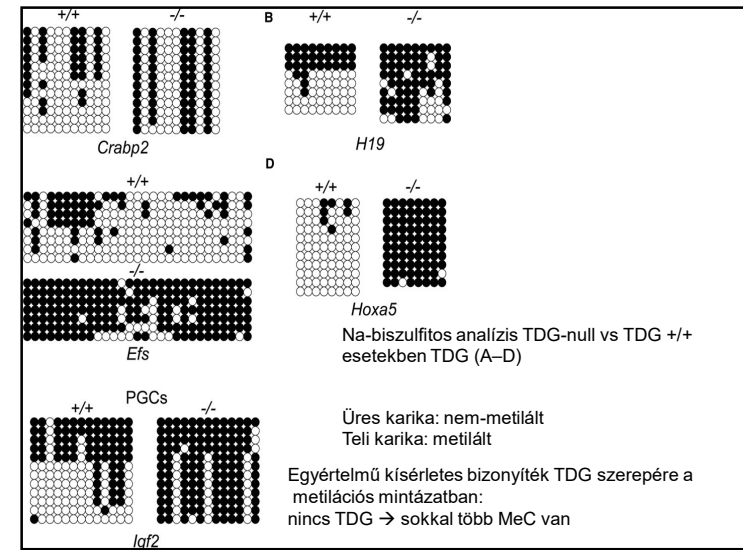 +/+ -/- B +/+ -/-
Crabp2
H19
D
+/+
+/+ -/-
-/-
Efs
Hoxa5
Na-biszulfitos analízis TDG-null vs TDG +/+
esetekben TDG (A–D)
PGCs
+/+ -/-
Igf2
Üres karika: nem-metilált
Teli karika: metilált
Egyértelmű kísérletes bizonyíték TDG szerepére a
metilációs mintázatban:
nincs TDG → sokkal több MeC van